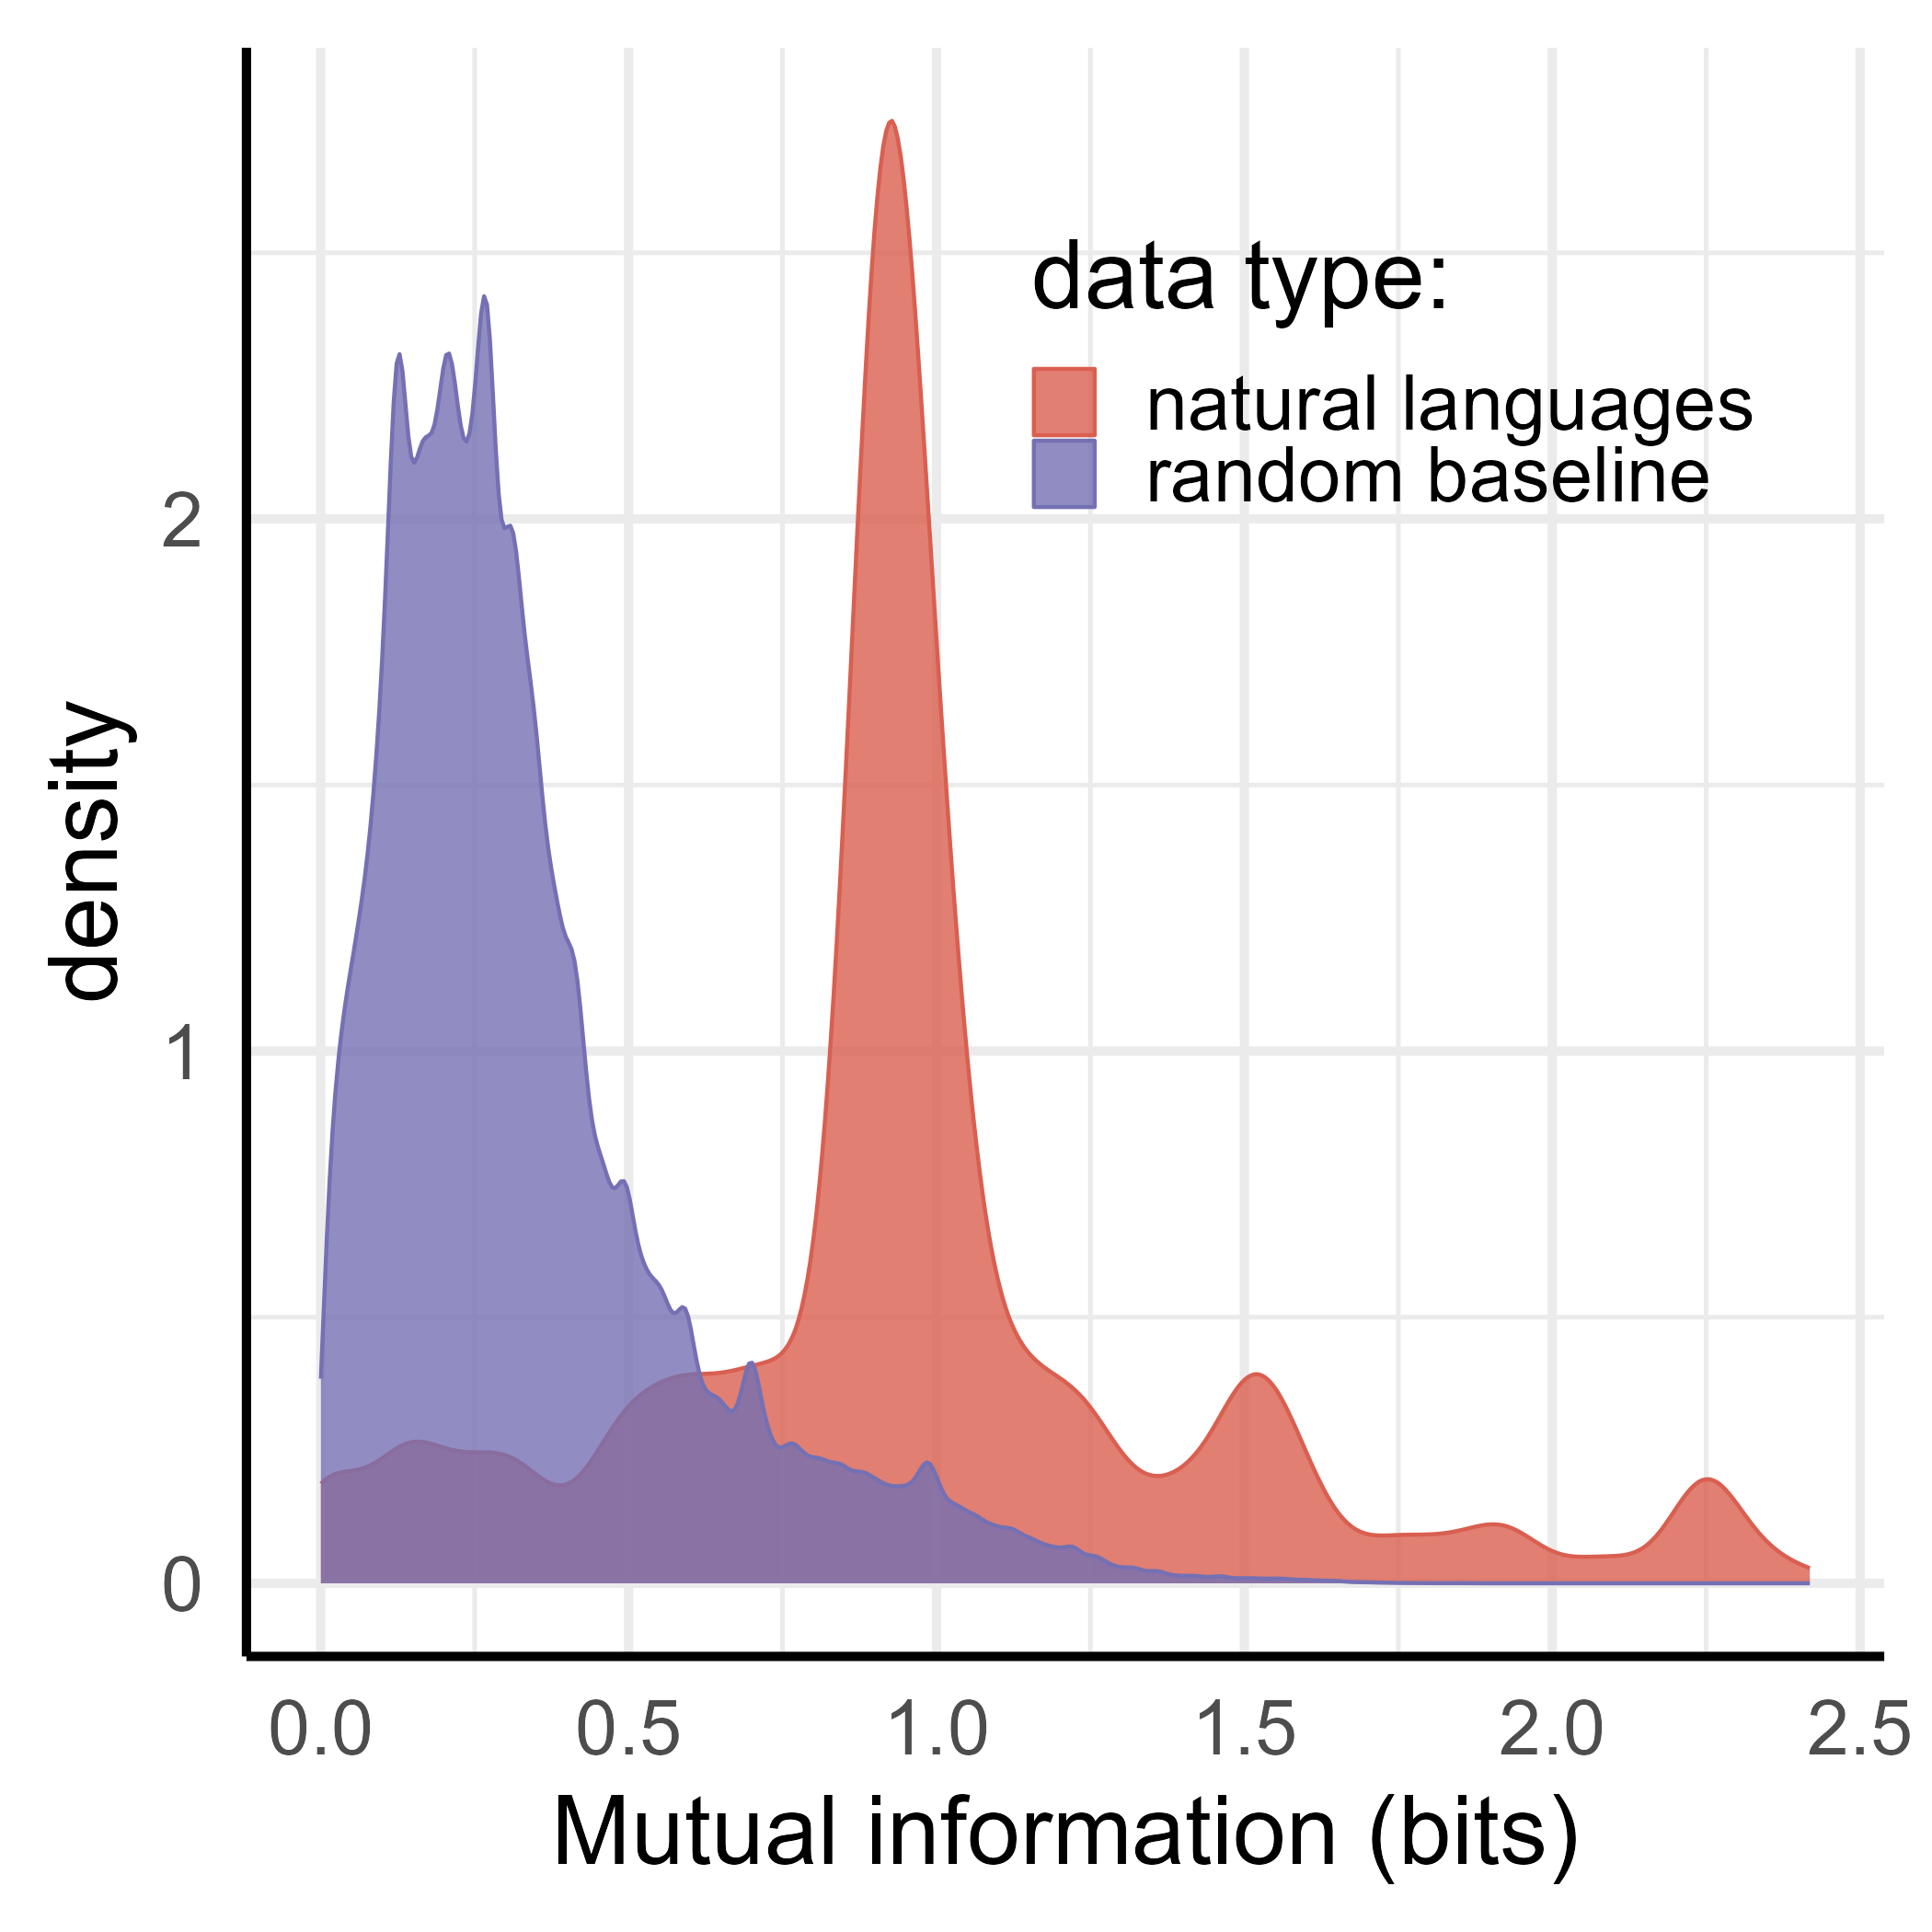 data type:
natural languages
random baseline
density
2
1
0
0.0 0.5 1.0 1.5 2.0 2.5
Mutual information (bits)